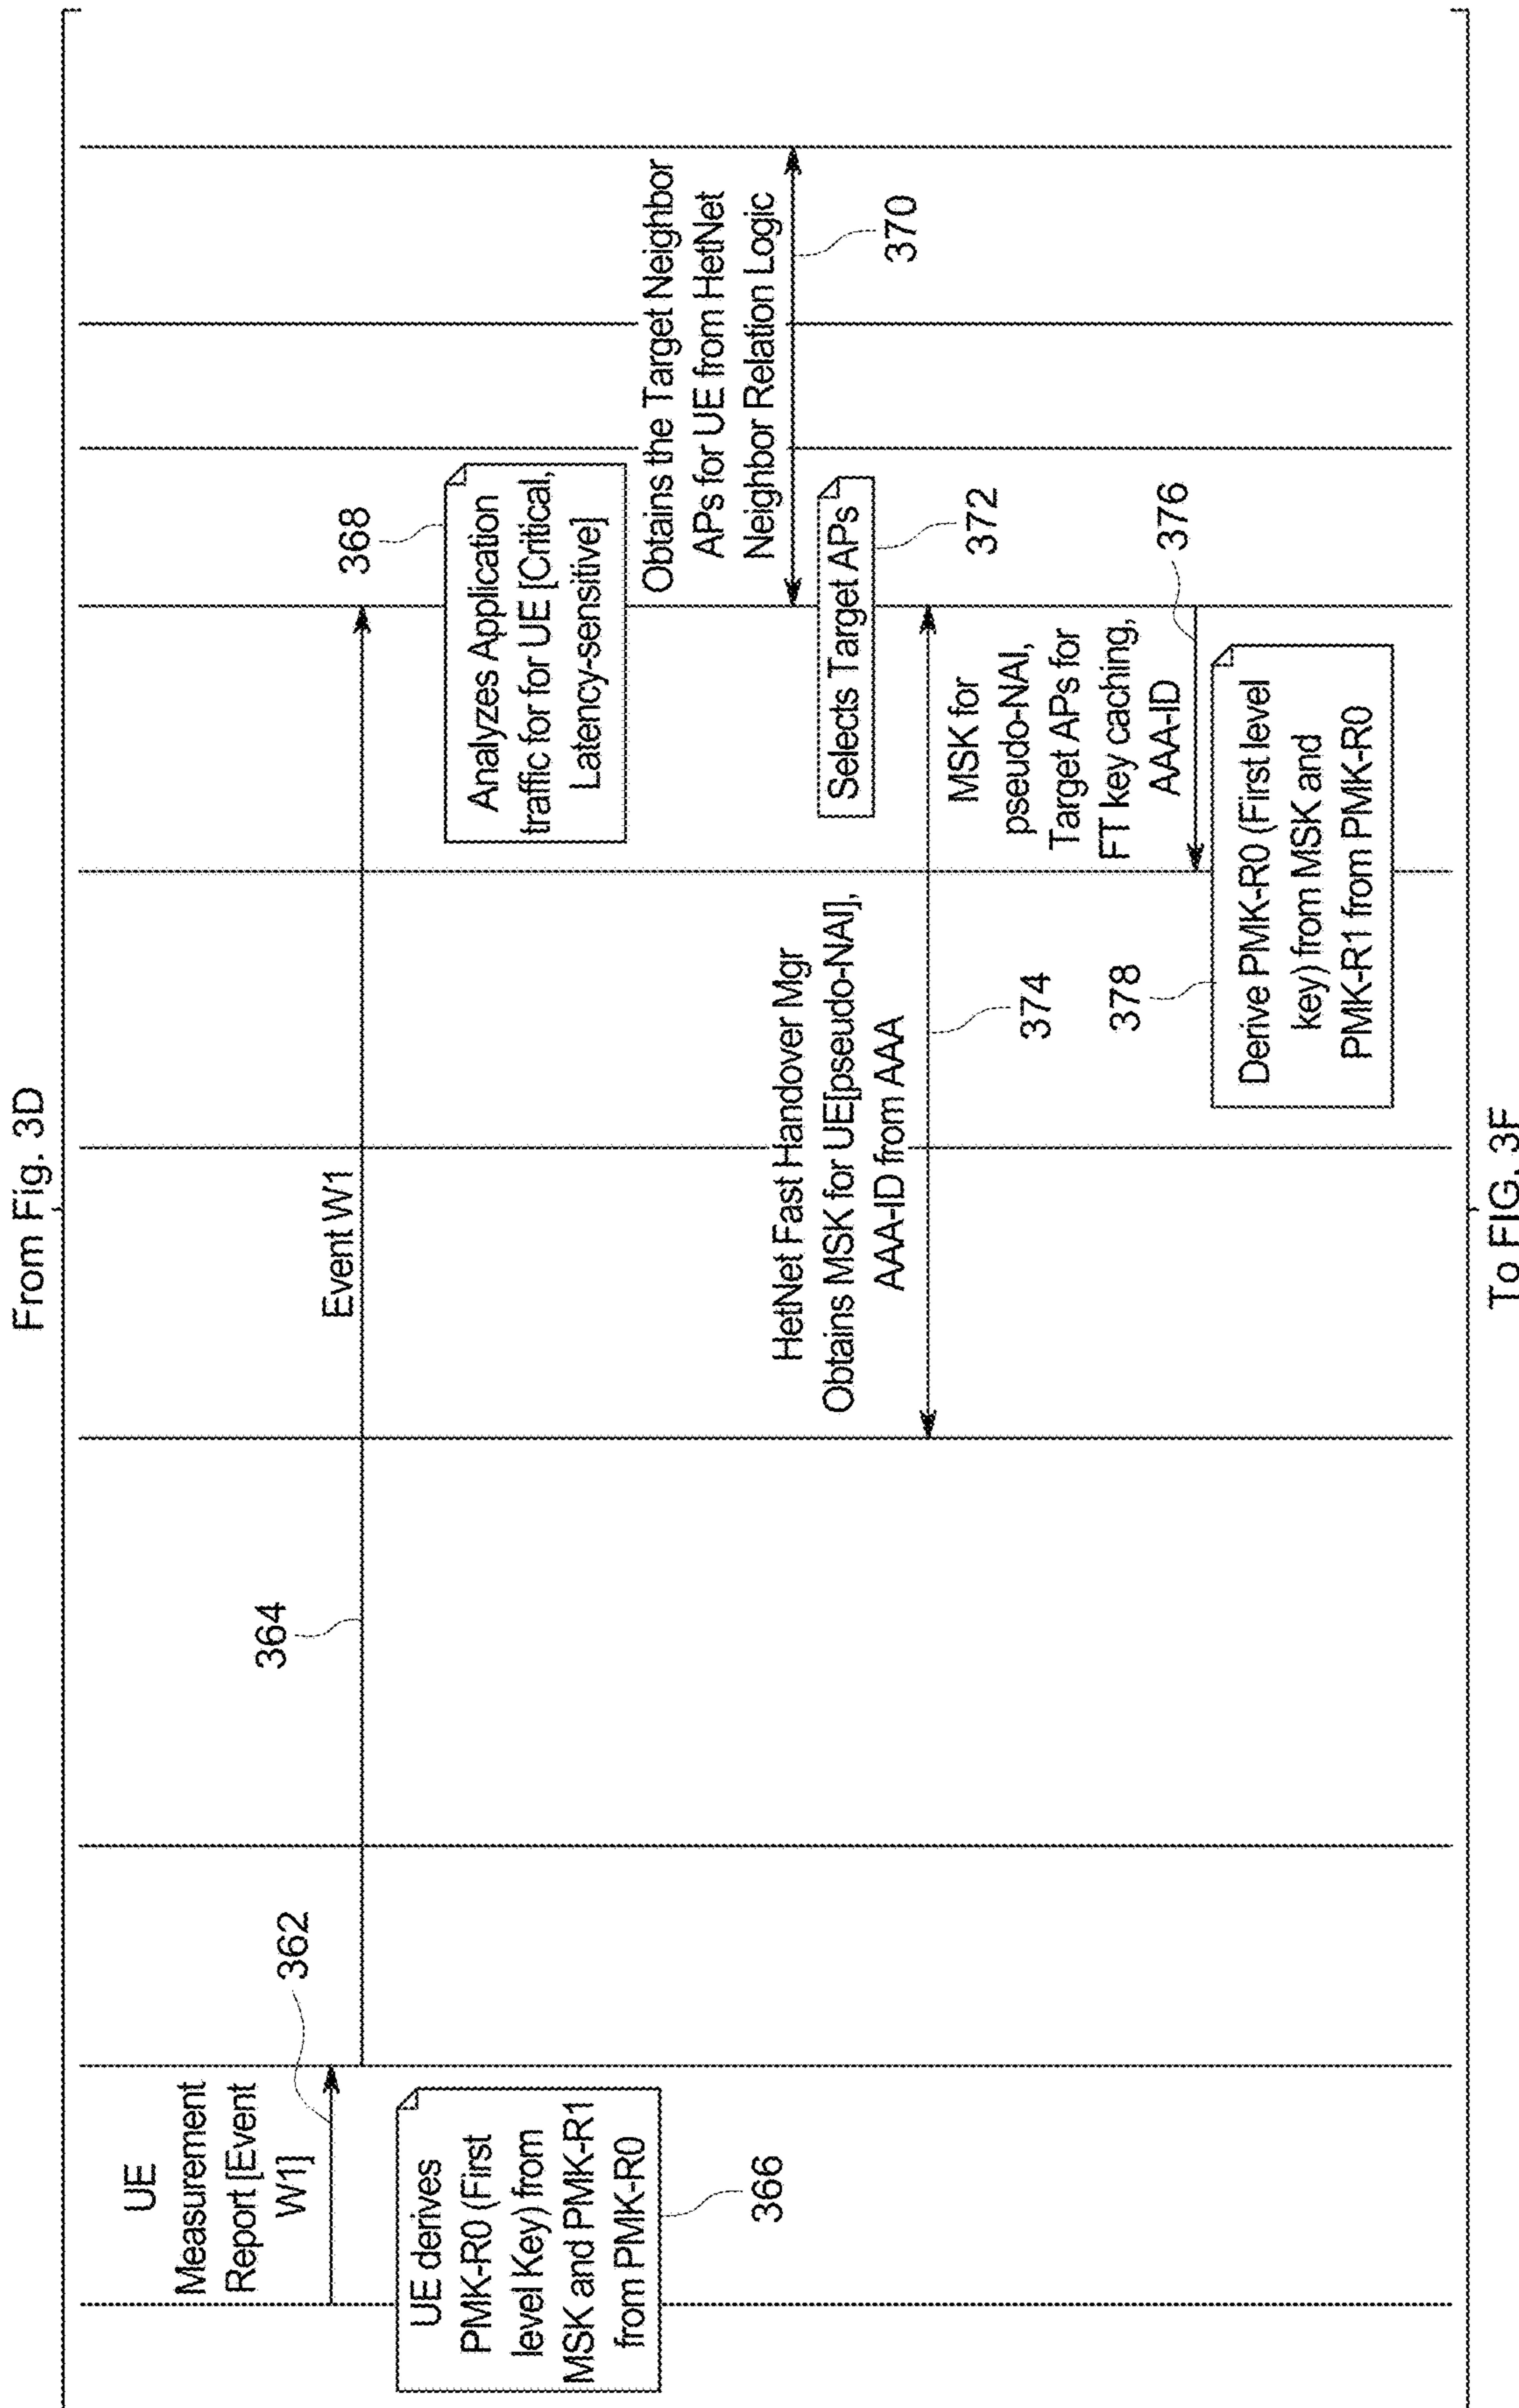 From Fig. 3D
UE
Measurement
Report [Event
W1]
362
364
Event W1
UE derives
PMK-R0 (First
level Key) from
MSK and PMK-R1
from PMK-R0
366
368
Analyzes Application
traffic for for UE [Critical,
Latency-sensitive]
Obtains the Target Neighbor
APs for UE from HetNet
Neighbor Relation Logic
370
Selects Target APs
372
HetNet Fast Handover Mgr
Obtains MSK for UE[pseudo-NAI],
AAA-ID from AAA
374
MSK for
pseudo-NAI,
Target APs for
FT key caching,
AAA-ID
376
378
Derive PMK-R0 (First level
key) from MSK and
PMK-R1 from PMK-R0
To FIG. 3F